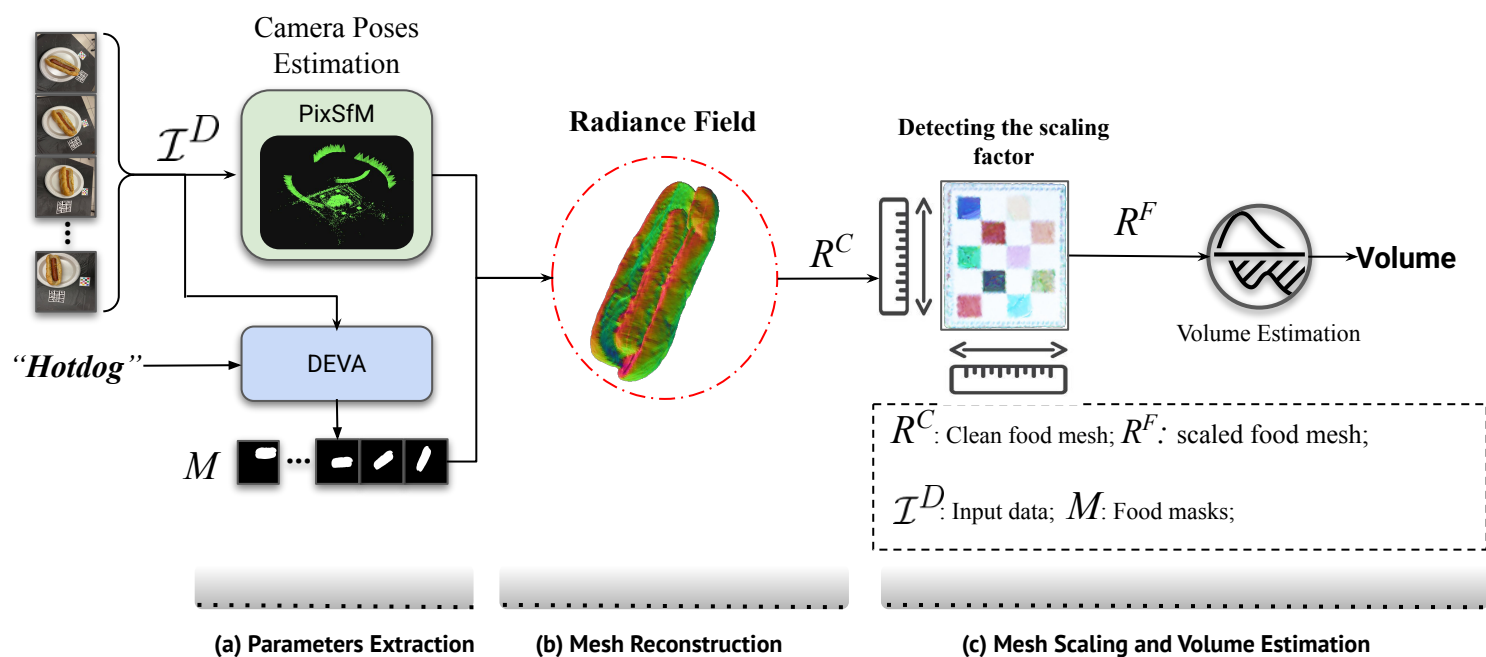 Camera Poses
Estimation
PixSfM
𝓘^D
Radiance Field
Detecting the scaling
factor
R^C
R^F
Volume
Volume Estimation
“Hotdog”
DEVA
M
R^C: Clean food mesh; R^F: scaled food mesh;
𝓘^D: Input data; M: Food masks;
(a) Parameters Extraction
(b) Mesh Reconstruction
(c) Mesh Scaling and Volume Estimation